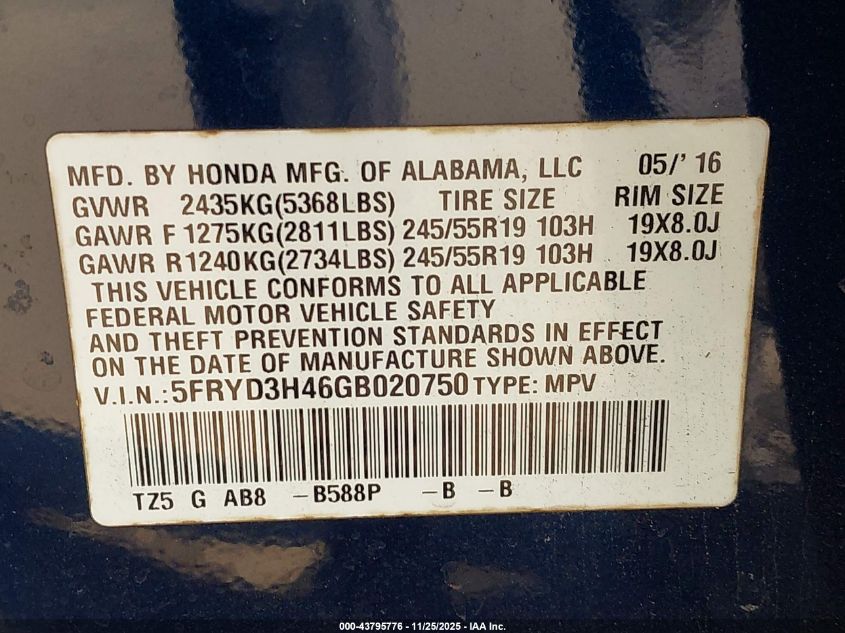 MFD. BY HONDA MFG. OF ALABAMA, LLC 05/' 16
GVWR 2435KG(5368LBS) TIRE SIZE RIM SIZE
GAWR F 1275KG(2811LBS) 245/55R19 103H 19X8.0J
GAWR R1240KG(2734LBS) 245/55R19 103H 19X8.0J
THIS VEHICLE CONFORMS TO ALL APPLICABLE
FEDERAL MOTOR VEHICLE SAFETY
AND THEFT PREVENTION STANDARDS IN EFFECT
ON THE DATE OF MANUFACTURE SHOWN ABOVE.
V.I.N.:5FRYD3H46GB020750 TYPE: MPV
TZ5 G AB8 -B588P -B -B
000-43795776 - 11/25/2025 - IAA Inc.